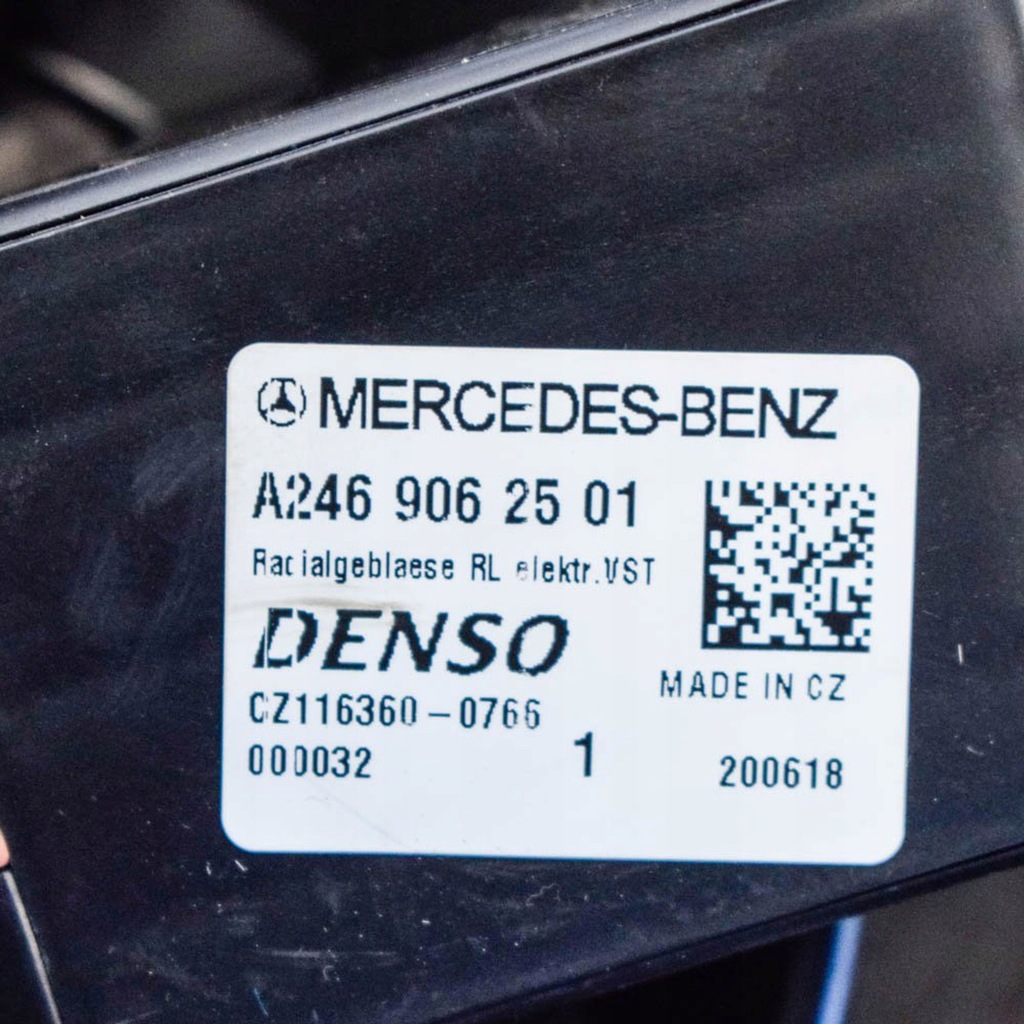 MERCEDES-BENZ
A246 906 25 01
Radialgeblaese RL elektr.VST
DENSO
MADE IN CZ
CZ116360-0766
000032 1 200618